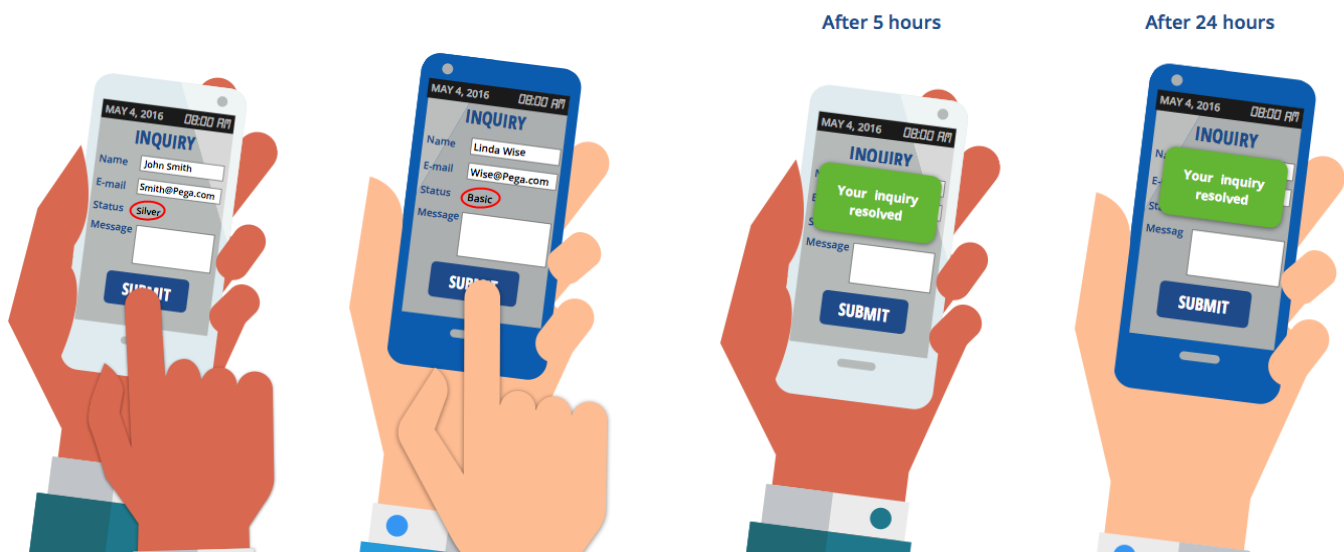 After 5 hours
After 24 hours
MAY 4, 2016 08:00 AM
INQUIRY
Name John Smith
E-mail Smith@Pega.com
Status Silver
Message
SUBMIT
MAY 4, 2016 08:00 AM
INQUIRY
Name Linda Wise
E-mail Wise@Pega.com
Status Basic
Message
MAY 4, 2016 08:00 AM
INQUIRY
Your inquiry
resolved
Message
SUBMIT
MAY 4, 2016 08:00 AM
INQUIRY
Your inquiry
resolved
Messag
SUBMIT